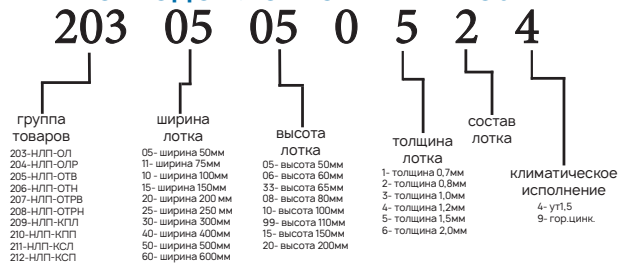 203 05 05 0 5 2 4
группа
товаров
203-НЛП-ОЛ
204-НЛП-ОЛР
205-НЛП-ОТВ
206-НЛП-ОТН
207-НЛП-ОТРВ
208-НЛП-ОТРН
209-НЛП-КПЛ
210-НЛП-КПП
211-НЛП-КСЛ
212-НЛП-КСП
ширина
лотка
05- ширина 50мм
11- ширина 75мм
10 - ширина 100мм
15- ширина 150мм
20- ширина 200 мм
25- ширина 250 мм
30- ширина 300мм
40- ширина 400мм
50- ширина 500мм
60- ширина 600мм
высота
лотка
05- высота 50мм
06- высота 60мм
33- высота 65мм
08- высота 80мм
10- высота 100мм
99- высота 110мм
15- высота 150мм
20- высота 200мм
толщина
лотка
1- толщина 0,7мм
2- толщина 0,8мм
3- толщина 1,0мм
4- толщина 1,2мм
5- толщина 1,5мм
6- толщина 2,0мм
состав
лотка
климатическое
исполнение
4- ут1,5
9- гор.цинк.